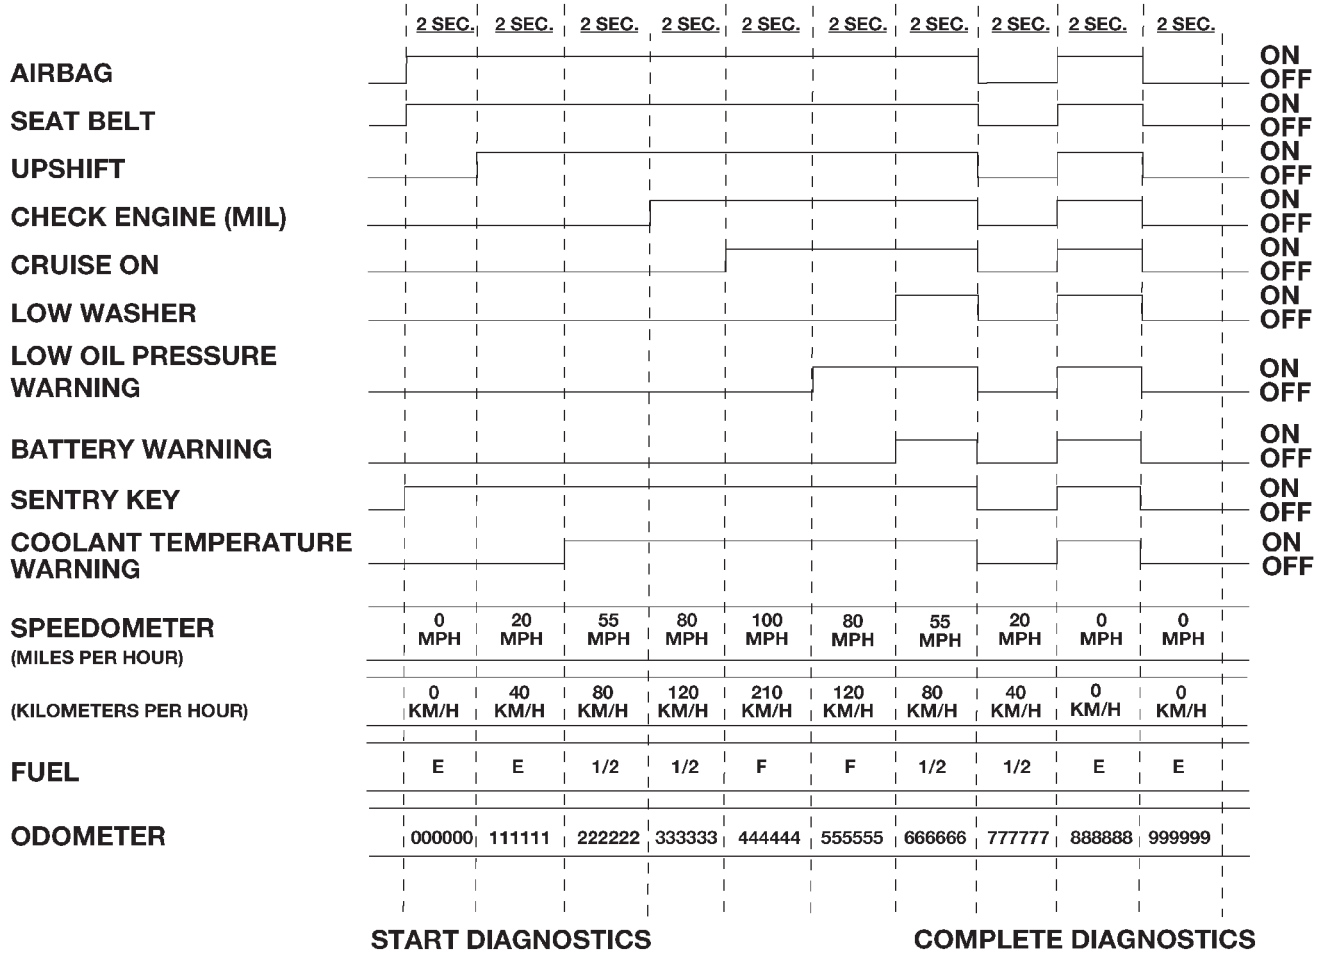 2 SEC. 2 SEC. 2 SEC. 2 SEC. 2 SEC. 2 SEC. 2 SEC. 2 SEC. 2 SEC. 2 SEC.
AIRBAG ON
OFF
SEAT BELT ON
OFF
UPSHIFT ON
OFF
CHECK ENGINE (MIL) ON
OFF
CRUISE ON ON
OFF
LOW WASHER ON
OFF
LOW OIL PRESSURE ON
WARNING OFF
BATTERY WARNING ON
OFF
SENTRY KEY ON
OFF
COOLANT TEMPERATURE ON
WARNING OFF
SPEEDOMETER 0 20 55 80 100 80 55 20 0 0
MPH MPH MPH MPH MPH MPH MPH MPH MPH MPH
(MILES PER HOUR)
0 40 80 120 210 120 80 40 0 0
(KILOMETERS PER HOUR) KM/H KM/H KM/H KM/H KM/H KM/H KM/H KM/H KM/H KM/H
FUEL E E 1/2 1/2 F F 1/2 1/2 E E
ODOMETER 000000 111111 222222 333333 444444 555555 666666 777777 888888 999999
START DIAGNOSTICS COMPLETE DIAGNOSTICS